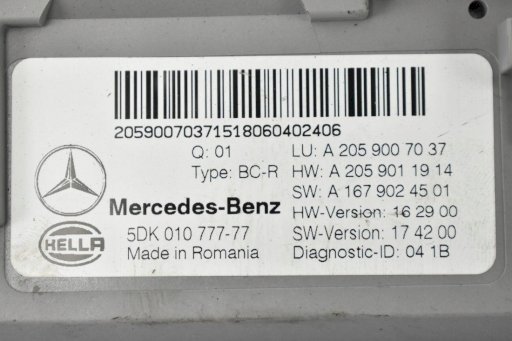 20590070371518060402406
Q: 01 LU: A 205 900 70 37
Type: BC-R HW: A 205 901 19 14
SW: A 167 902 45 01
Mercedes-Benz HW-Version: 16 29 00
HELLA 5DK 010 777-77 SW-Version: 17 42 00
Made in Romania Diagnostic-ID: 04 1B